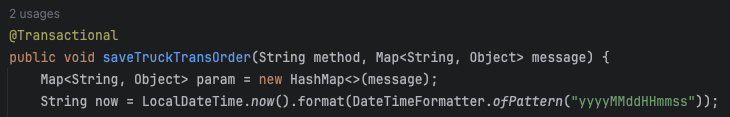 2 usages
@Transactional
public void saveTruckTransOrder(String method, Map<String, Object> message) {
Map<String, Object> param = new HashMap<>(message);
String now = LocalDateTime.now().format(DateTimeFormatter.ofPattern("yyyyMMddHHmmss"));